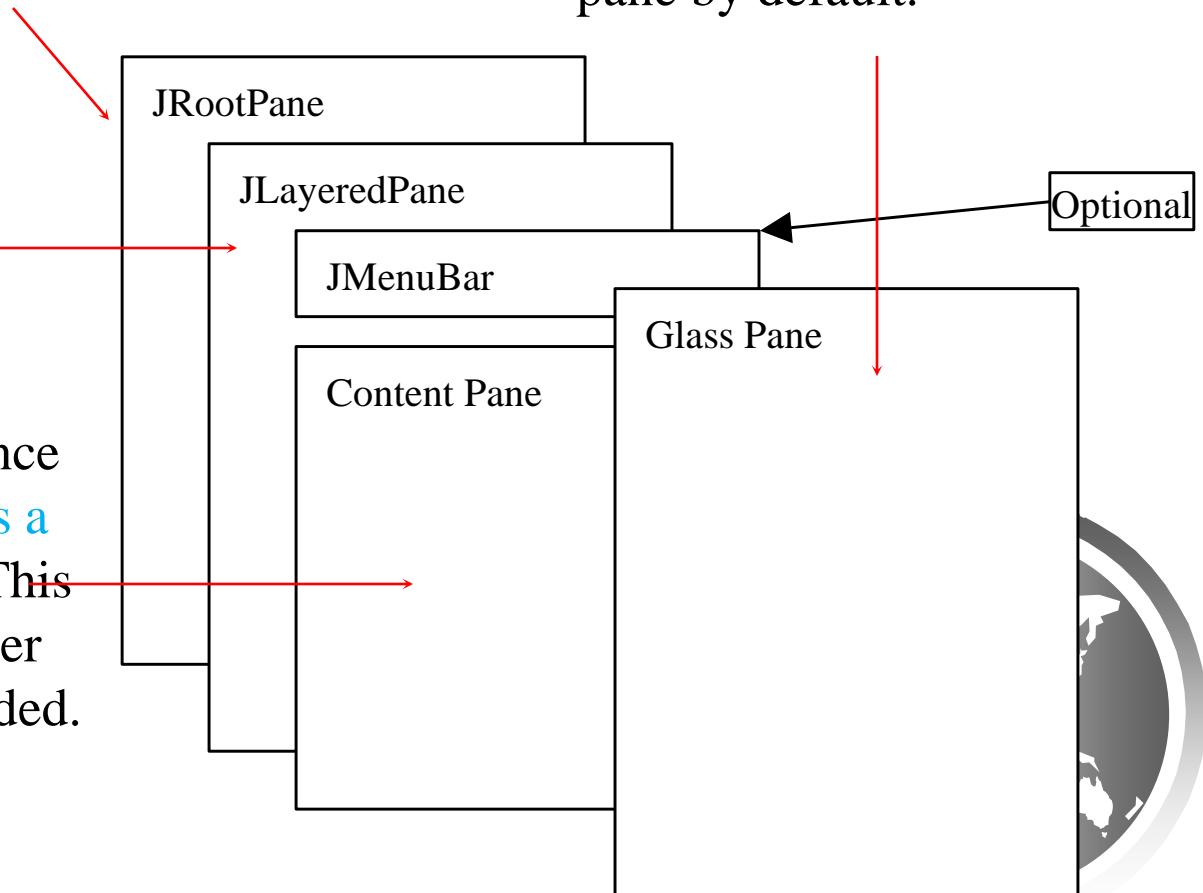 pane by default.
JRootPane
JLayeredPane
Optional
JMenuBar
Glass Pane
Content Pane
nce
s a
This
er
ded.